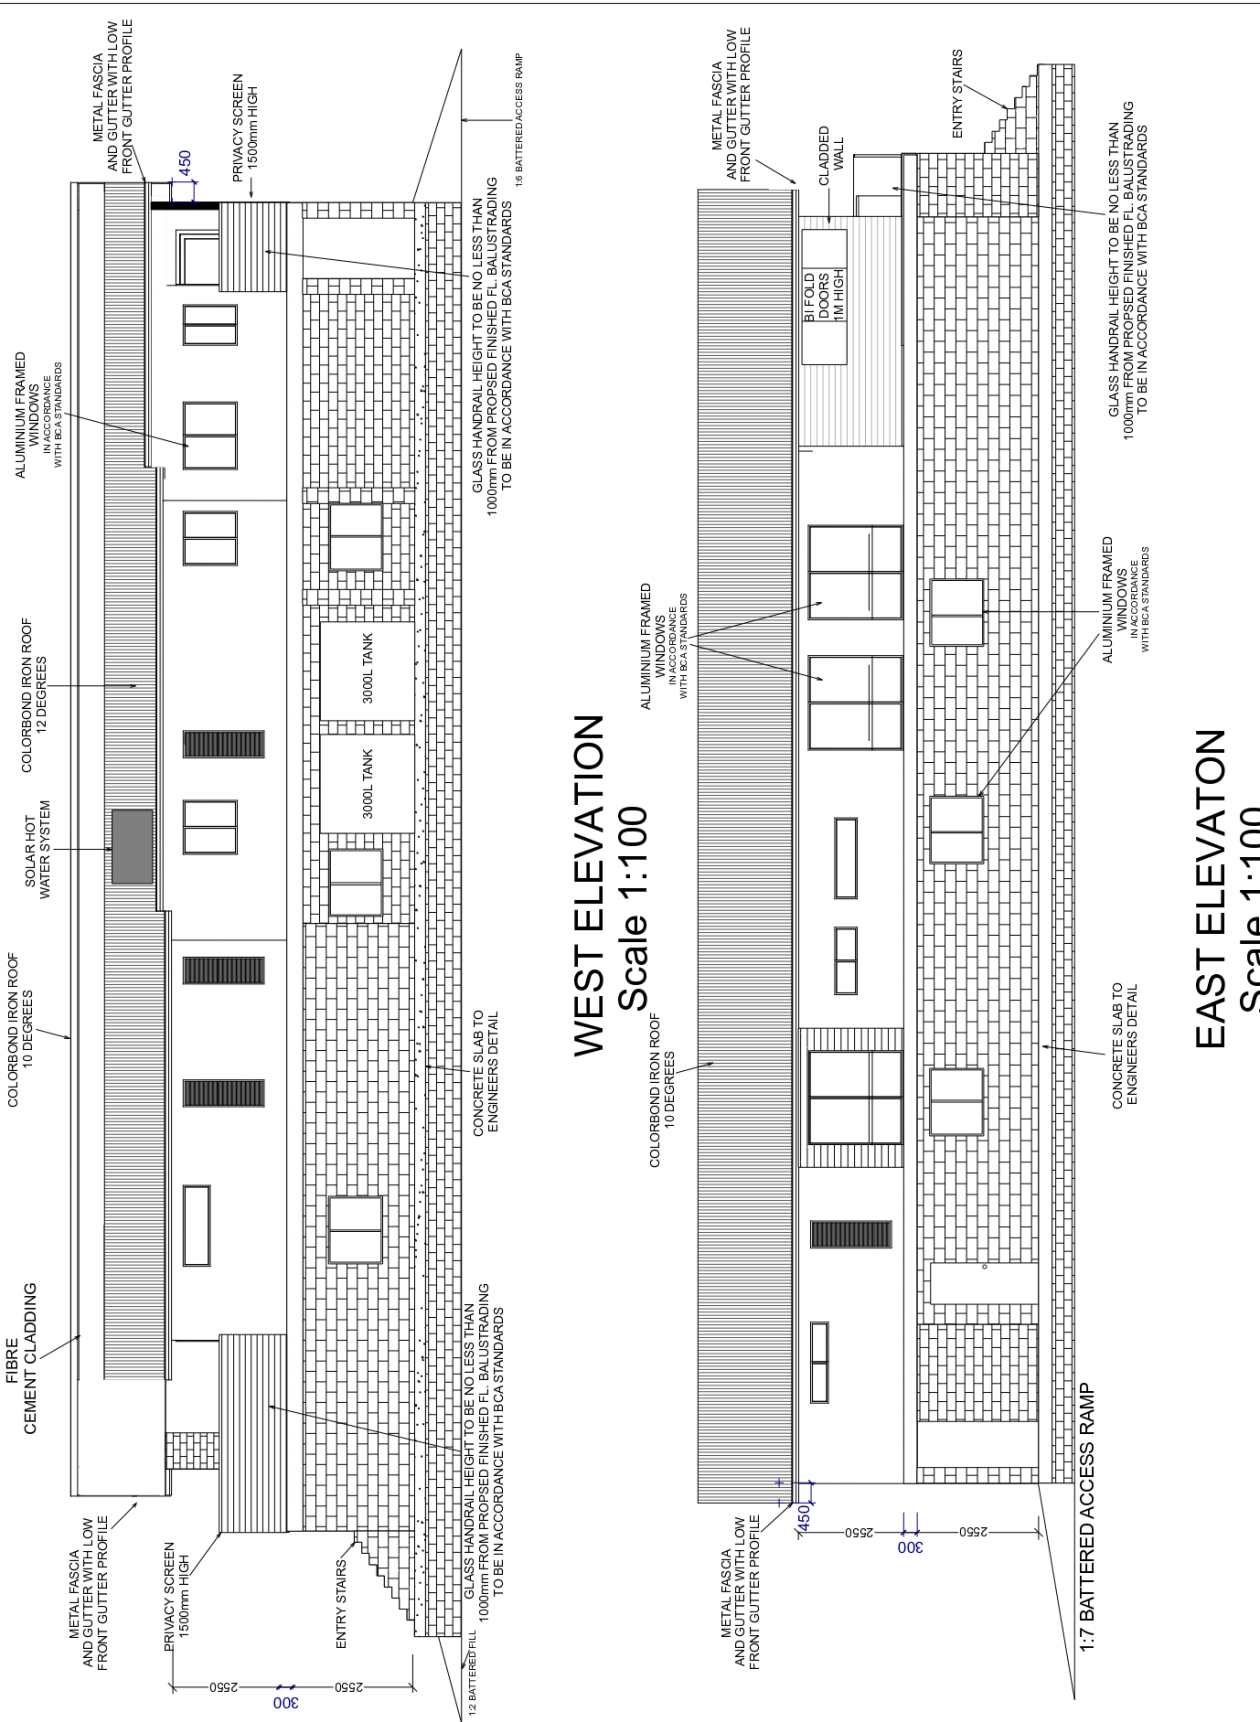 METAL FASCIA
AND GUTTER WITH LOW
FRONT GUTTER PROFILE
PRIVACY SCREEN
1500mm HIGH
ENTRY STAIRS
1:2 BATTERED FILL
2550
300
2550
FIBRE
CEMENT CLADDING
COLORBOND IRON ROOF
10 DEGREES
SOLAR HOT
WATER SYSTEM
COLORBOND IRON ROOF
12 DEGREES
ALUMINIUM FRAMED
WINDOWS
IN ACCORDANCE
WITH BCA STANDARDS
METAL FASCIA
AND GUTTER WITH LOW
FRONT GUTTER PROFILE
450
PRIVACY SCREEN
1500mm HIGH
1:6 BATTERED ACCESS RAMP
3000L TANK
3000L TANK
GLASS HANDRAIL HEIGHT TO BE NO LESS THAN
1000mm FROM PROPSED FINISHED FL. BALUSTRADING
TO BE IN ACCORDANCE WITH BCA STANDARDS
CONCRETE SLAB TO
ENGINEERS DETAIL
GLASS HANDRAIL HEIGHT TO BE NO LESS THAN
1000mm FROM PROPSED FINISHED FL. BALUSTRADING
TO BE IN ACCORDANCE WITH BCA STANDARDS
WEST ELEVATION
Scale 1:100
METAL FASCIA
AND GUTTER WITH LOW
FRONT GUTTER PROFILE
450
2550
300
2550
1:7 BATTERED ACCESS RAMP
COLORBOND IRON ROOF
10 DEGREES
ALUMINIUM FRAMED
WINDOWS
IN ACCORDANCE
WITH BCA STANDARDS
METAL FASCIA
AND GUTTER WITH LOW
FRONT GUTTER PROFILE
CLADDED
WALL
BI FOLD
DOORS
1M HIGH
ENTRY STAIRS
CONCRETE SLAB TO
ENGINEERS DETAIL
ALUMINIUM FRAMED
WINDOWS
IN ACCORDANCE
WITH BCA STANDARDS
GLASS HANDRAIL HEIGHT TO BE NO LESS THAN
1000mm FROM PROPSED FINISHED FL. BALUSTRADING
TO BE IN ACCORDANCE WITH BCA STANDARDS
EAST ELEVATON
Scale 1:100